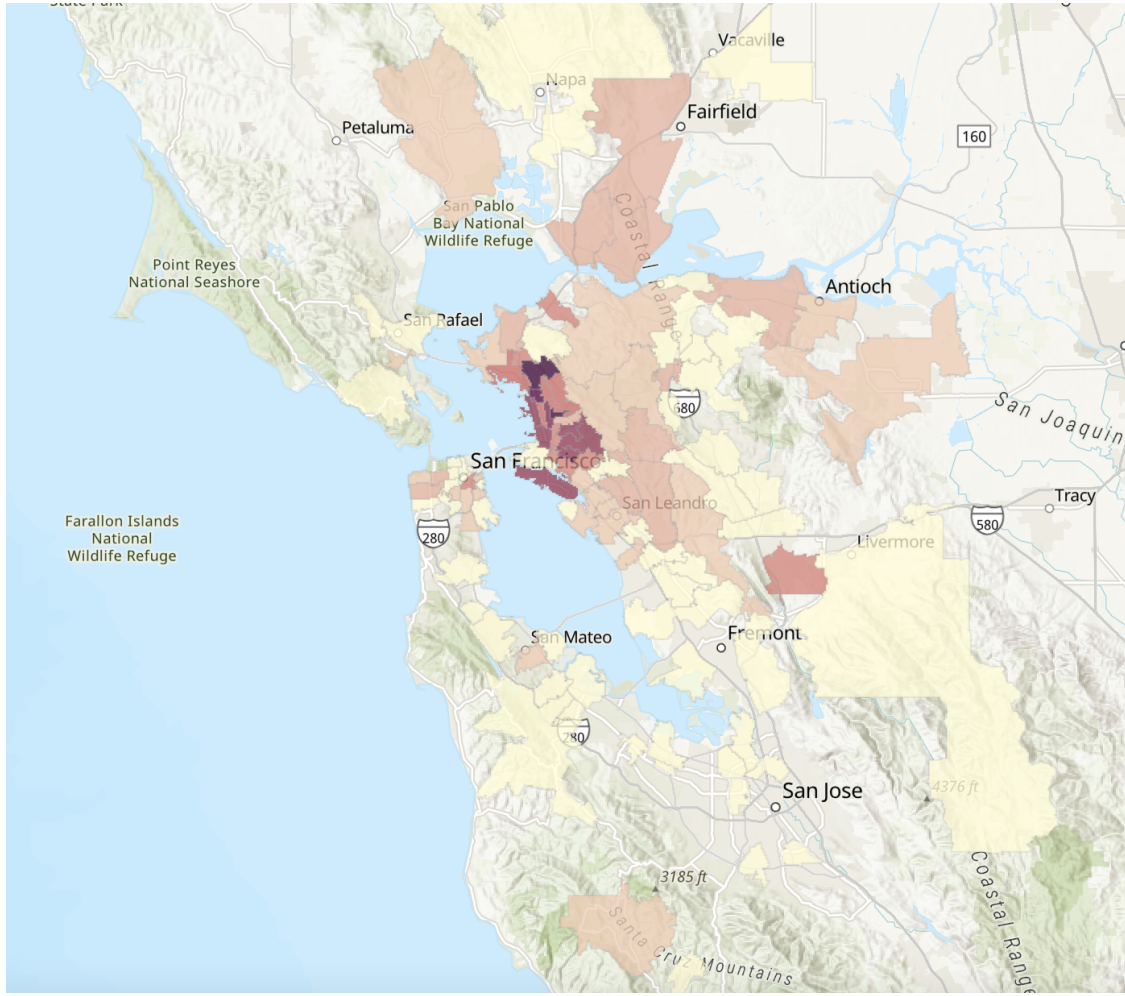 State Park
Vacaville
Napa
Fairfield
Petaluma
160
San Pablo
Bay National
Wildlife Refuge
Coastal Range
Point Reyes
National Seashore
Antioch
San Rafael
680
San Joaquin
San Francisco
Tracy
San Leandro
580
Farallon Islands
National
Wildlife Refuge
280
Livermore
Fremont
San Mateo
280
4376 ft
San Jose
3185 ft
Coastal Range
Santa Cruz Mountains